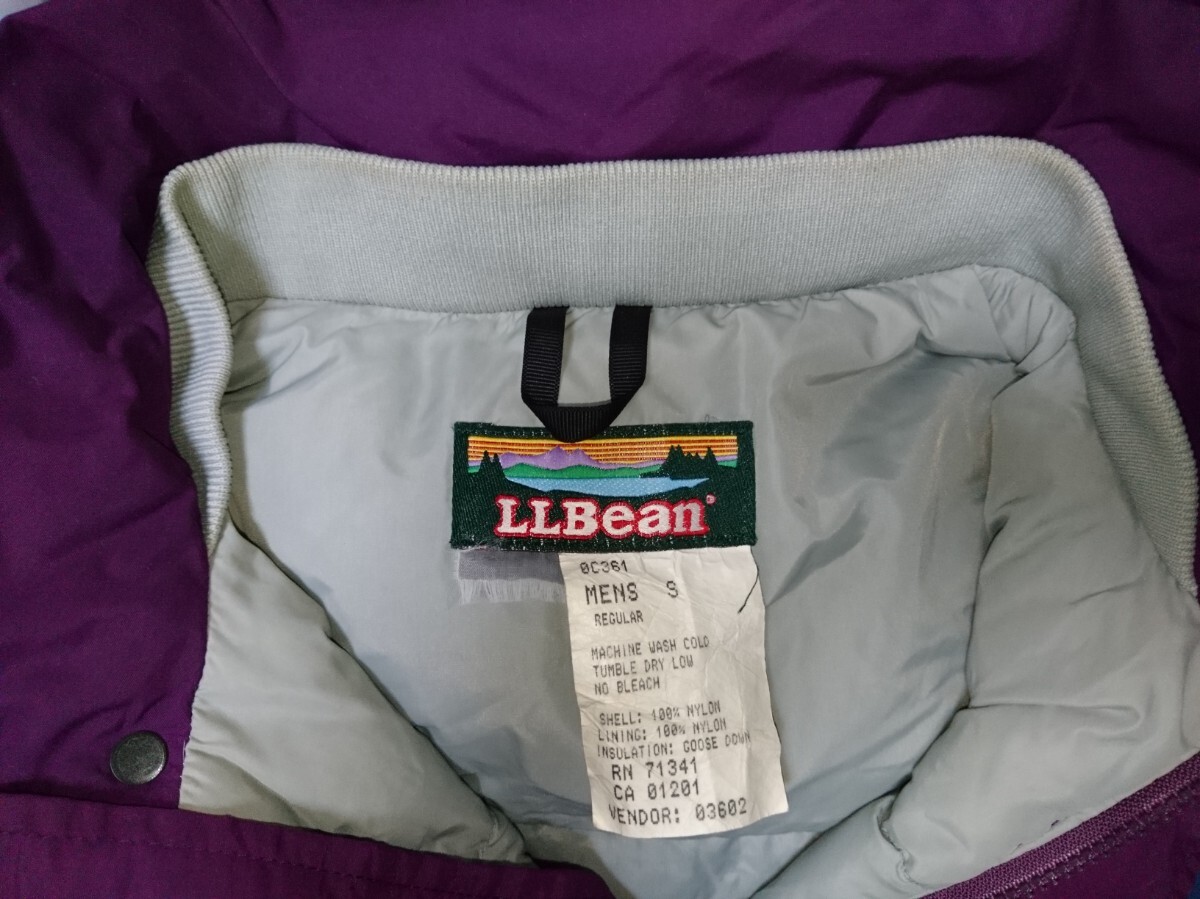 LLBean
0C361
MENS S
REGULAR
MACHINE WASH COLD
TUMBLE DRY LOW
NO BLEACH
SHELL: 100% NYLON
LINING: 100% NYLON
INSULATION: GOOSE DOWN
RN 71341
CA 01201
VENDOR: 03602